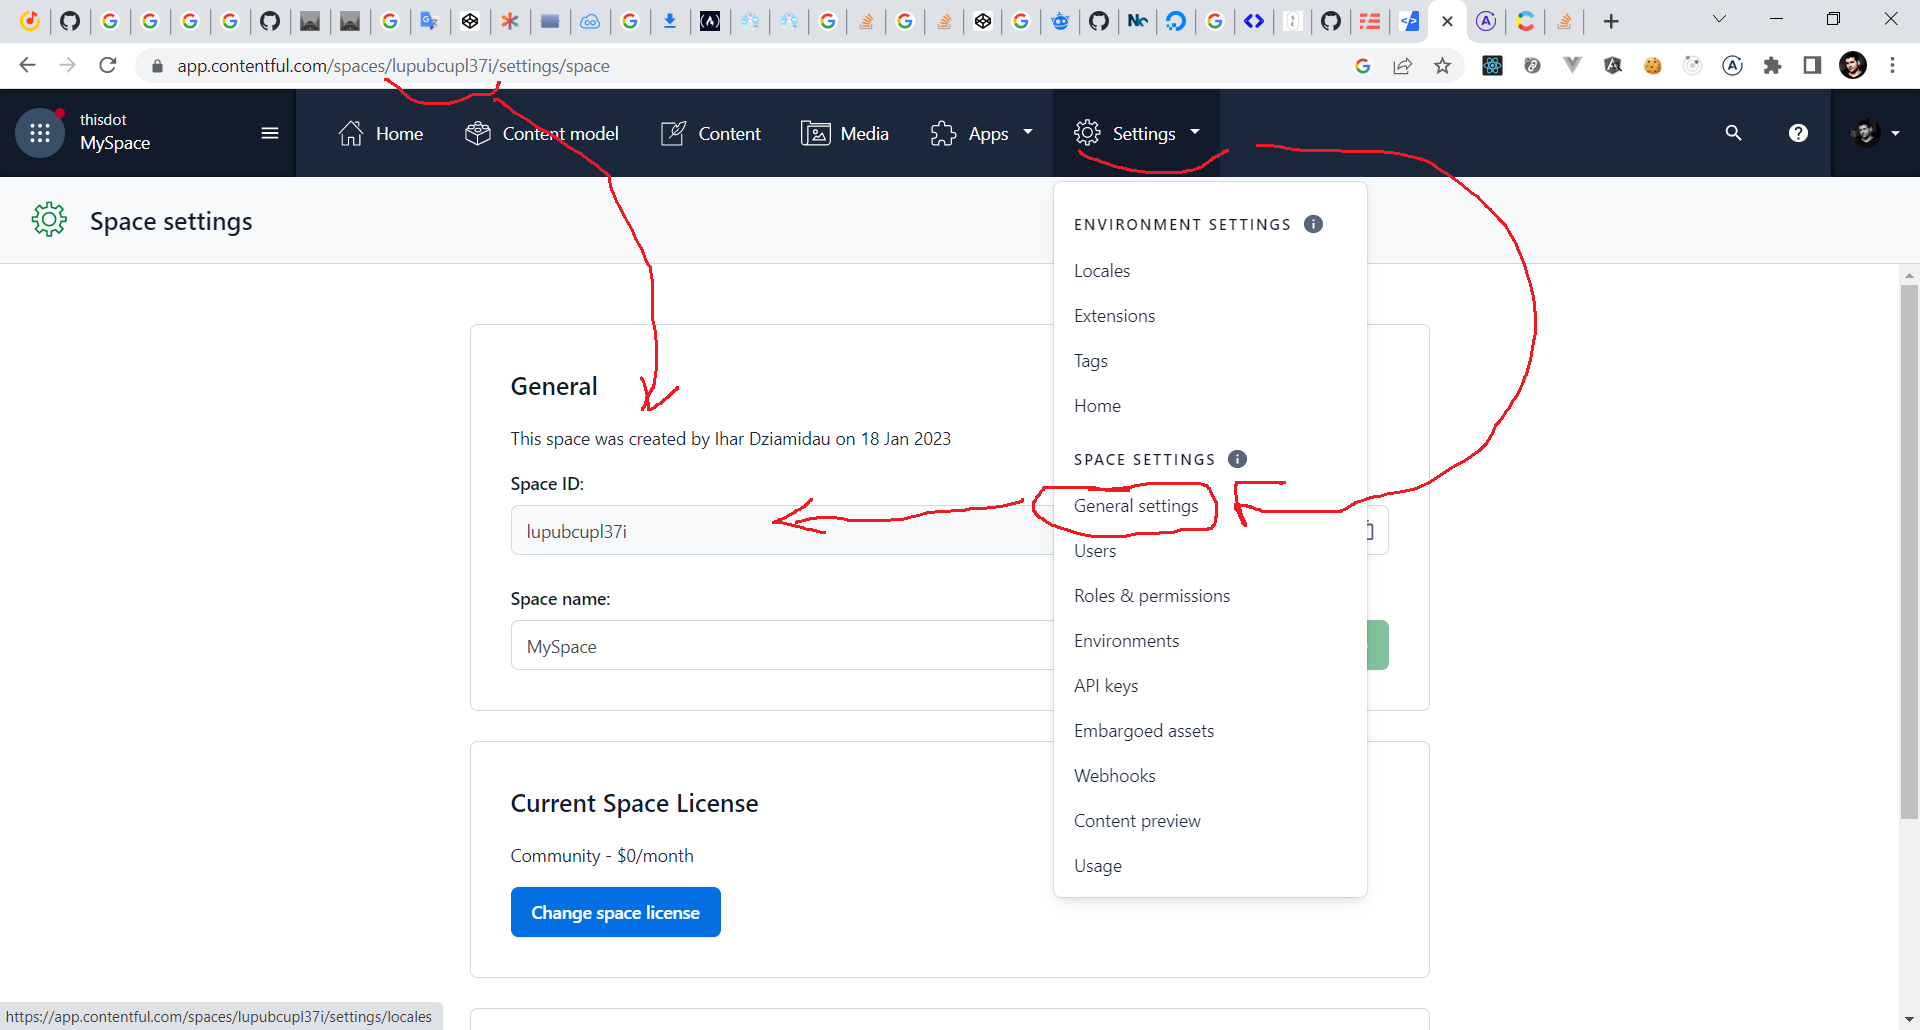 app.contentful.com/spaces/lupubcupl37i/settings/space
thisdot
MySpace
Home
Content model
Content
Media
Apps
Settings
Space settings
ENVIRONMENT SETTINGS
Locales
Extensions
Tags
Home
SPACE SETTINGS
General settings
Users
Roles & permissions
Environments
API keys
Embargoed assets
Webhooks
Content preview
Usage
General
This space was created by Ihar Dziamidau on 18 Jan 2023
Space ID:
lupubcupl37i
Space name:
MySpace
Current Space License
Community - $0/month
Change space license
https://app.contentful.com/spaces/lupubcupl37i/settings/locales